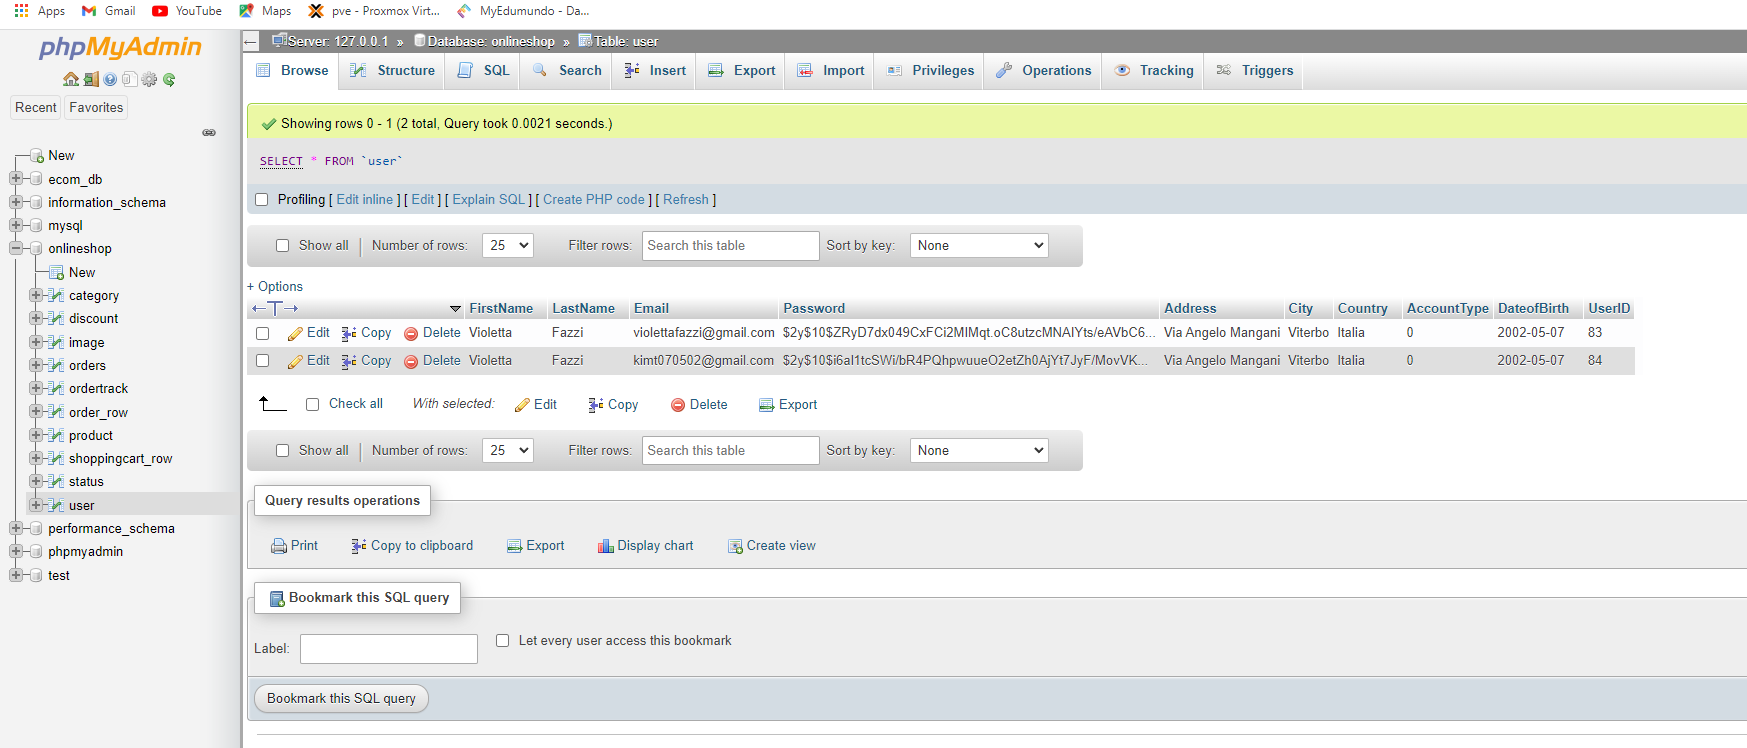 Apps Gmail YouTube Maps pve - Proxmox Virt... MyEdumundo - Da...
phpMyAdmin
Recent Favorites
New
ecom_db
information_schema
mysql
onlineshop
New
category
discount
image
orders
ordertrack
order_row
product
shoppingcart_row
status
user
performance_schema
phpmyadmin
test
Server: 127.0.0.1 » Database: onlineshop » Table: user
Browse Structure SQL Search Insert Export Import Privileges Operations Tracking Triggers
Showing rows 0 - 1 (2 total, Query took 0.0021 seconds.)
SELECT * FROM `user`
Profiling [ Edit inline ] [ Edit ] [ Explain SQL ] [ Create PHP code ] [ Refresh ]
Show all | Number of rows: 25 Filter rows: Search this table Sort by key: None
+ Options
←T→ FirstName LastName Email Password Address City Country AccountType DateofBirth UserID
Edit Copy Delete Violetta Fazzi violettafazzi@gmail.com $2y$10$ZRyD7dx049CxFCi2MIMqt.oC8utzcMNAIYts/eAVbC6... Via Angelo Mangani Viterbo Italia 0 2002-05-07 83
Edit Copy Delete Violetta Fazzi kimt070502@gmail.com $2y$10$i6al1tcSWi/bR4PQhpwuueO2etZh0AjYt7JyF/MovVK... Via Angelo Mangani Viterbo Italia 0 2002-05-07 84
Check all With selected: Edit Copy Delete Export
Show all | Number of rows: 25 Filter rows: Search this table Sort by key: None
Query results operations
Print Copy to clipboard Export Display chart Create view
Bookmark this SQL query
Label: Let every user access this bookmark
Bookmark this SQL query